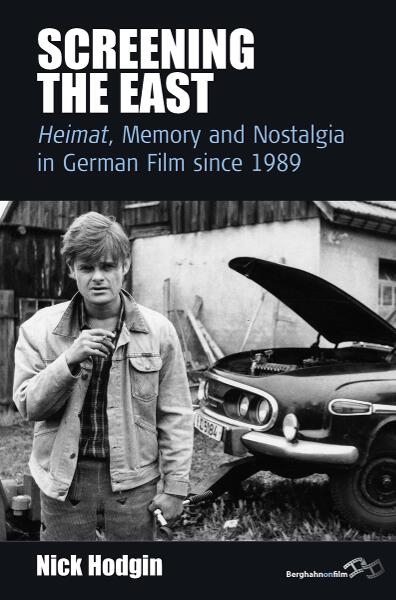 SCREENING
THE EAST
Heimat, Memory and Nostalgia
in German Film since 1989
Nick Hodgin
Berghahnonfilm